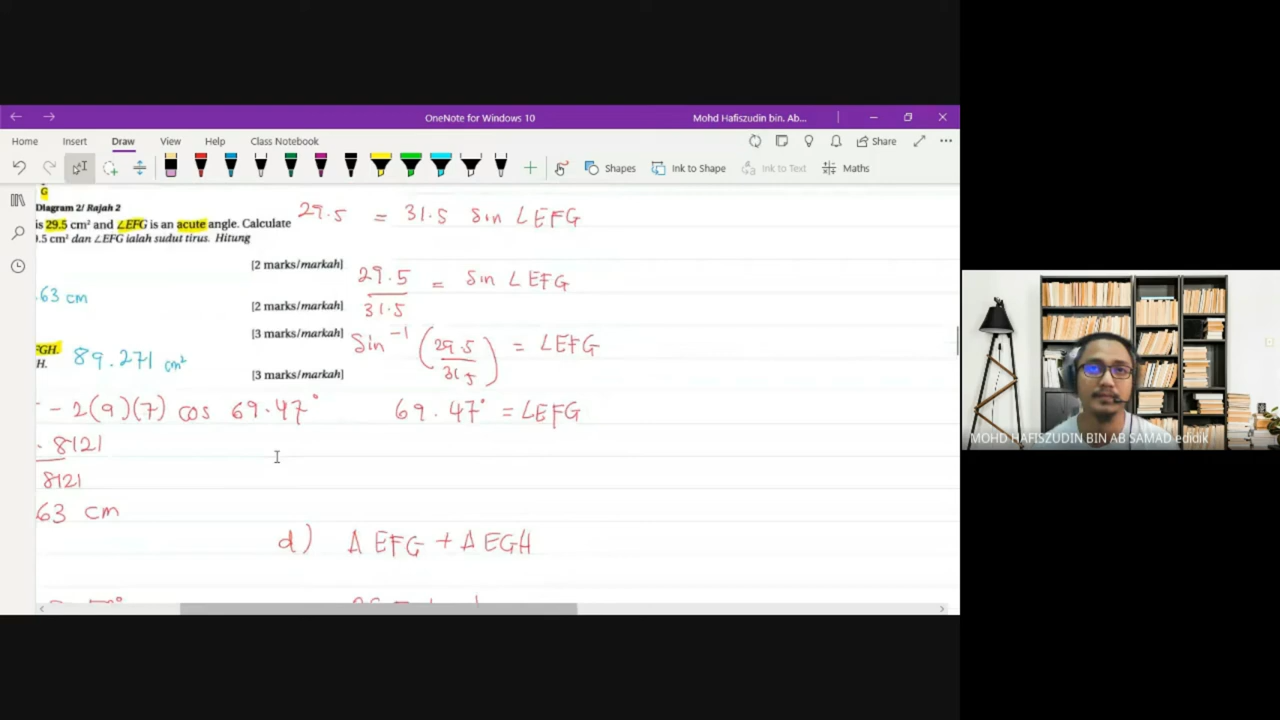 OneNote for Windows 10
Mohd Hafiszudin bin. Ab...
Home Insert Draw View Help Class Notebook
Share
Shapes Ink to Shape Ink to Text Maths
G
Diagram 2/ Rajah 2
is 29.5 cm² and ∠EFG is an acute angle. Calculate
.5 cm² dan ∠EFG ialah sudut tirus. Hitung
[2 marks/markah]
.63 cm
[2 marks/markah]
[3 marks/markah]
FGH.
H.
89.271 cm²
[3 marks/markah]
29.5 = 31.5 sin ∠EFG
29.5/31.5 = sin ∠EFG
sin⁻¹ (29.5/31.5) = ∠EFG
- 2(9)(7) cos 69.47°
69.47° = ∠EFG
. 8121
8121
63 cm
d) Δ EFG + Δ EGH
MOHD HAFISZUDIN BIN AB SAMAD edidik